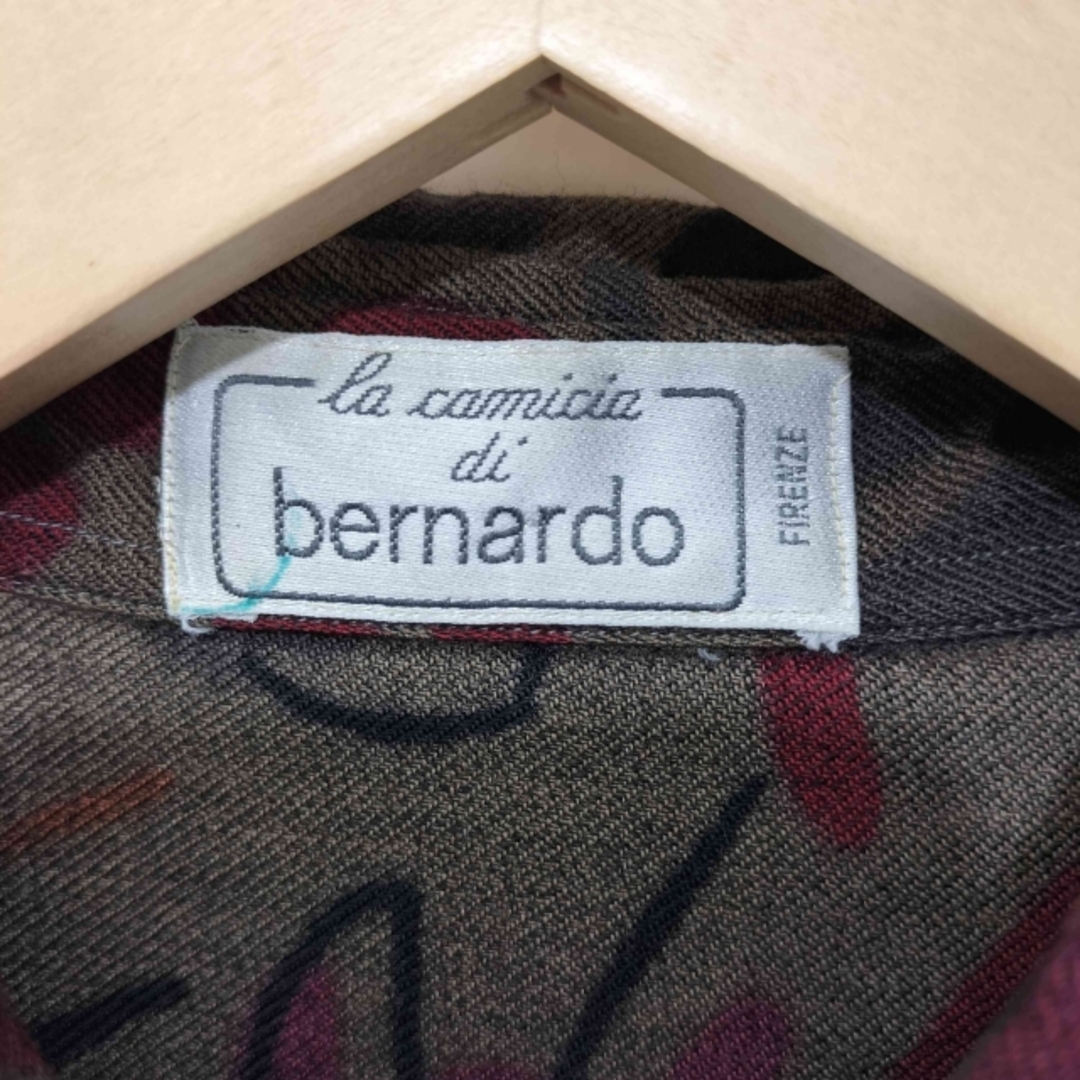 la camicia
di
bernardo
FIRENZE